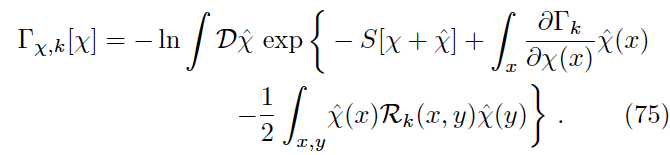 Γ_{χ,k}[χ] = − ln ∫ 𝒟χ̂ exp { − S[χ + χ̂] + ∫_x ∂Γ_k/∂χ(x) χ̂(x)
−1/2 ∫_{x,y} χ̂(x)ℛ_k(x, y)χ̂(y) } . (75)